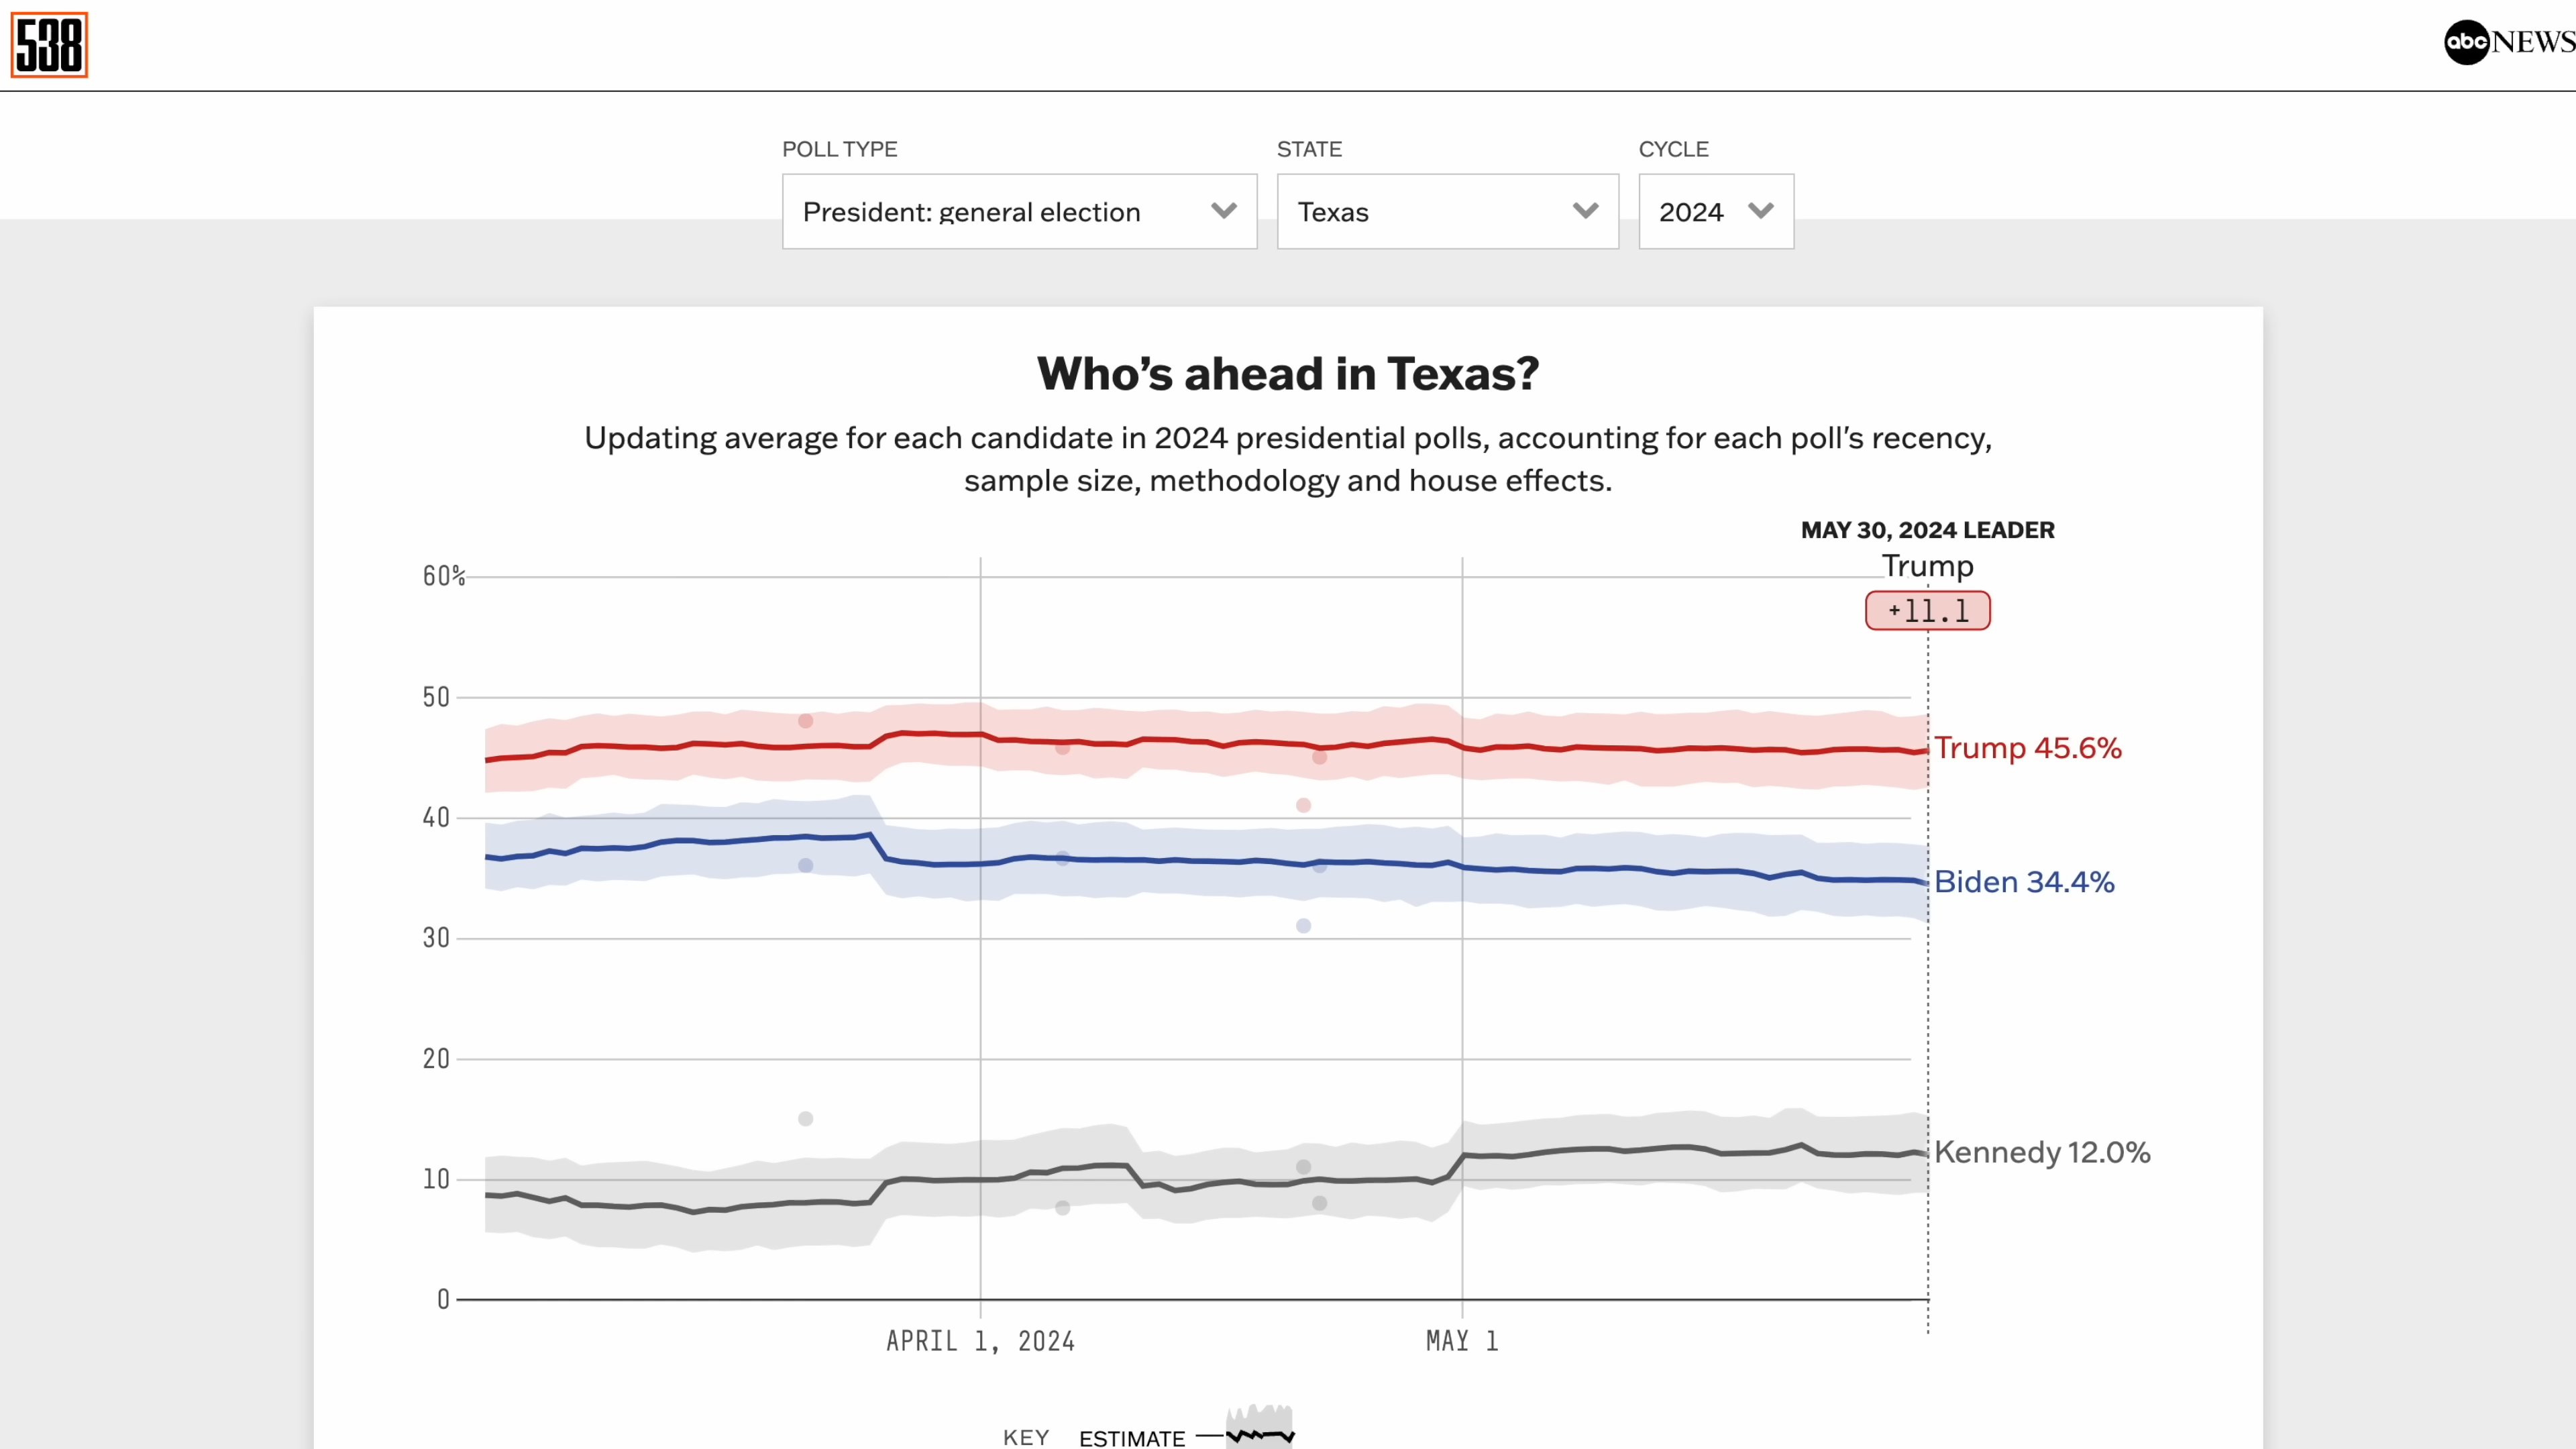 538
abc NEWS
POLL TYPE
STATE
CYCLE
President: general election
Texas
2024
Who’s ahead in Texas?
Updating average for each candidate in 2024 presidential polls, accounting for each poll’s recency,
sample size, methodology and house effects.
MAY 30, 2024 LEADER
Trump
+11.1
60%
50
Trump 45.6%
40
Biden 34.4%
30
20
Kennedy 12.0%
10
0
APRIL 1, 2024
MAY 1
KEY
ESTIMATE